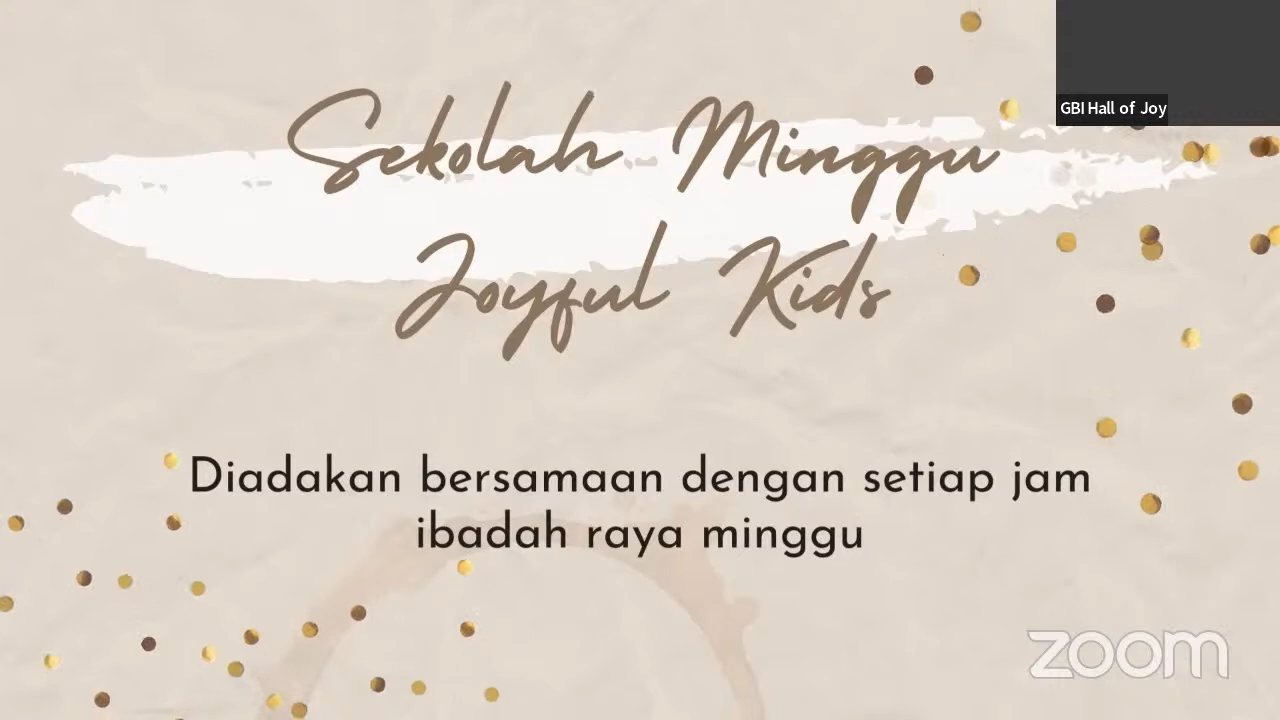 GBI Hall of Joy
Sekolah Minggu
Joyful Kids
Diadakan bersamaan dengan setiap jam
ibadah raya minggu
zoom